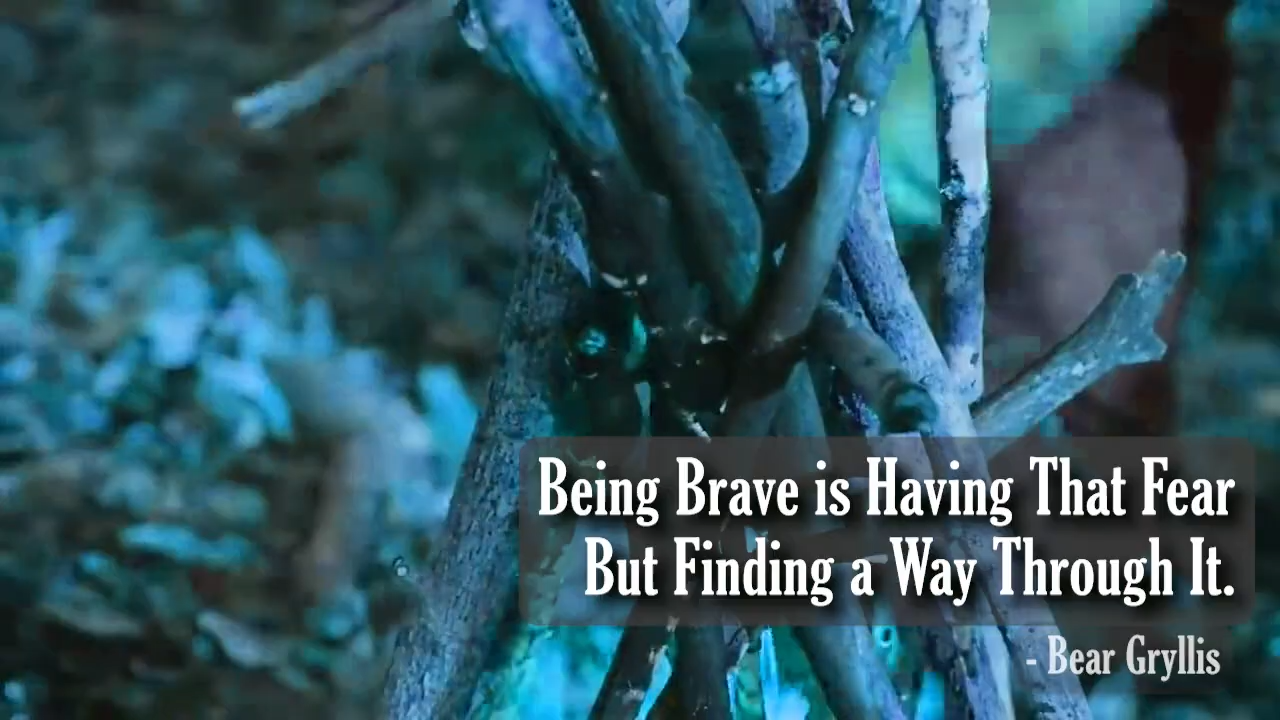 Being Brave is Having That Fear
But Finding a Way Through It.
- Bear Gryllis